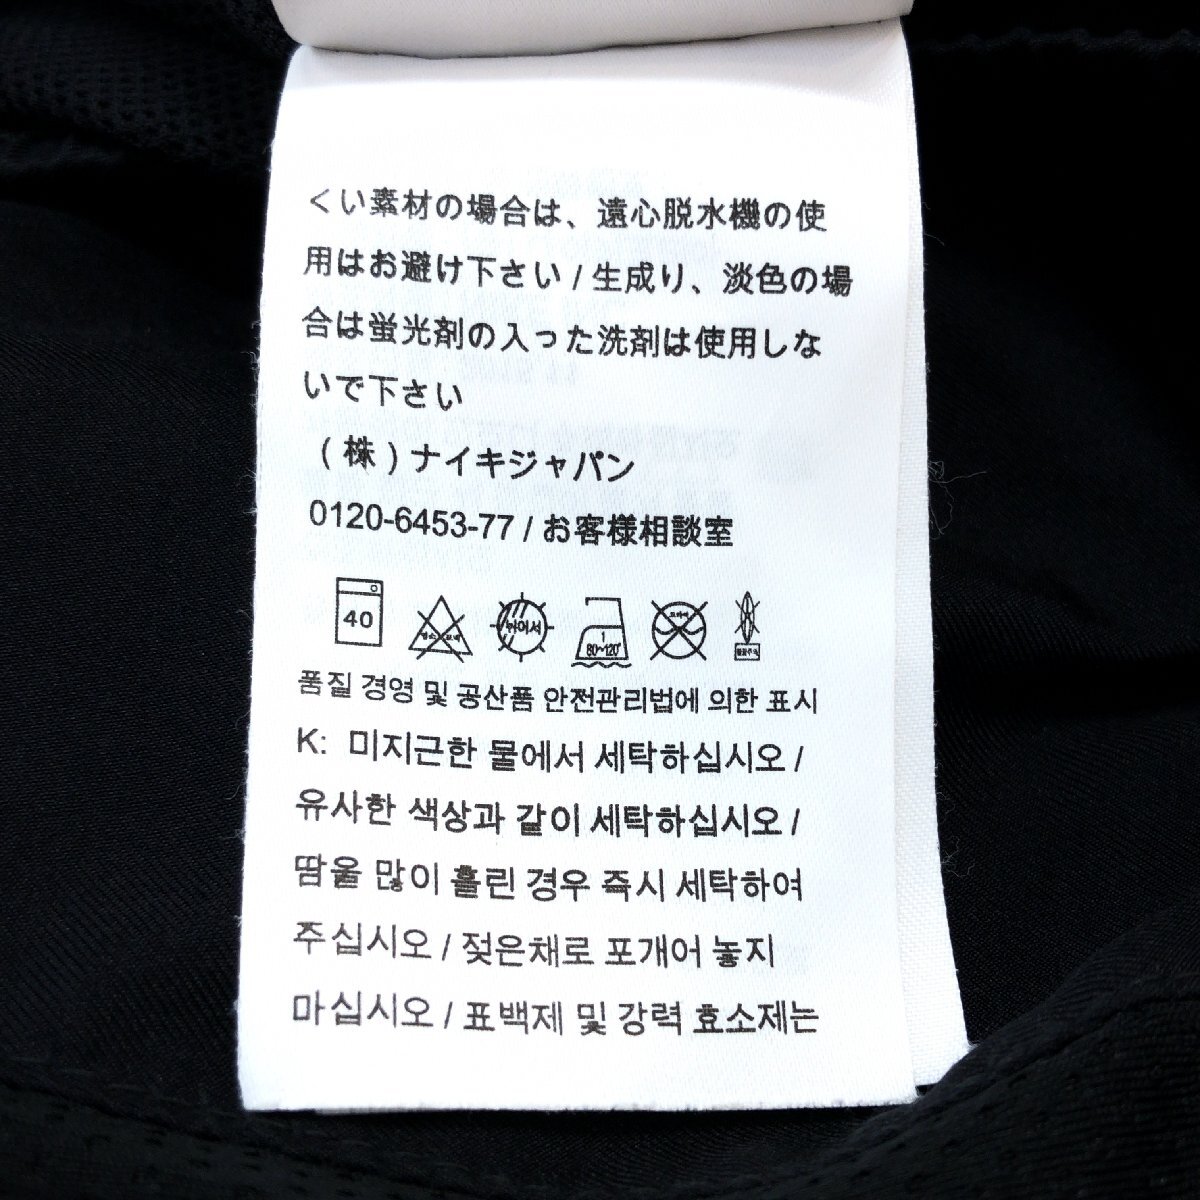 くい素材の場合は、遠心脱水機の使
用はお避け下さい / 生成り、淡色の場
合は蛍光剤の入った洗剤は使用しな
いで下さい
( 株 ) ナイキジャパン
0120-6453-77 / お客様相談室
40 뉘어서 1 80~120°
품질 경영 및 공산품 안전관리법에 의한 표시
K: 미지근한 물에서 세탁하십시오 /
유사한 색상과 같이 세탁하십시오 /
땀을 많이 흘린 경우 즉시 세탁하여
주십시오 / 젖은채로 포개어 놓지
마십시오 / 표백제 및 강력 효소제는